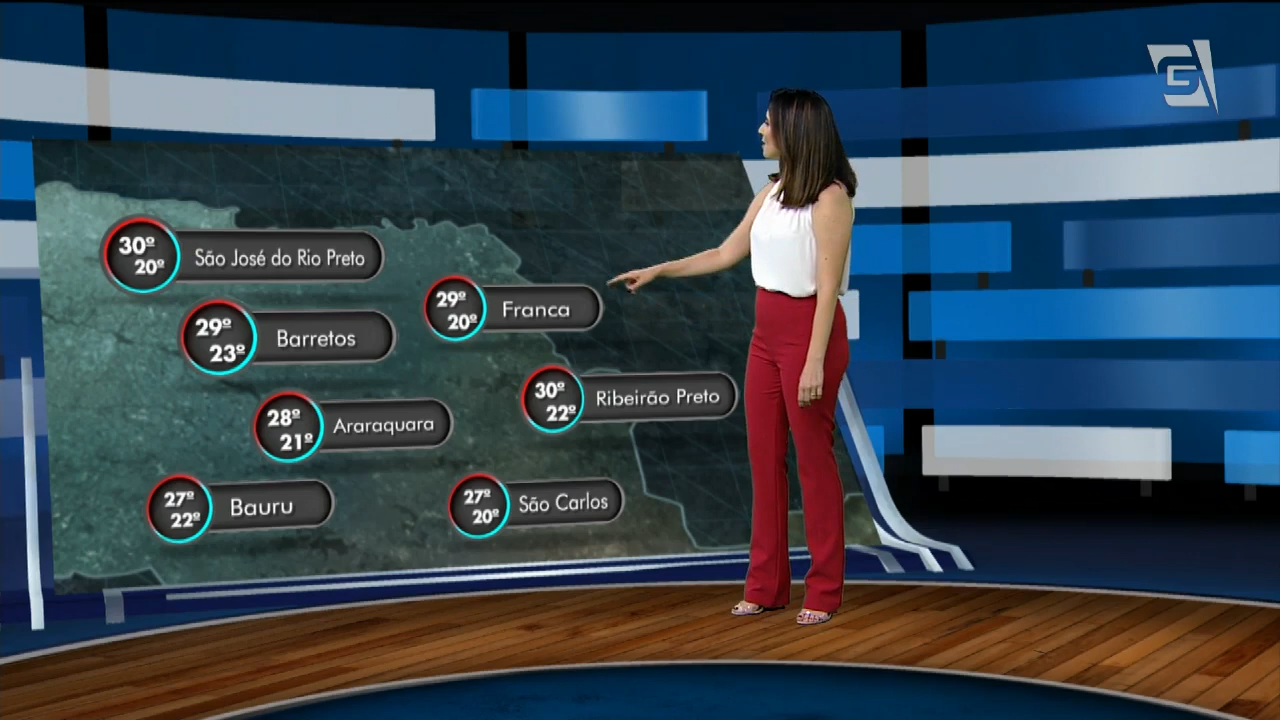 30º
20º
São José do Rio Preto
29º
20º
Franca
29º
23º
Barretos
30º
22º
Ribeirão Preto
28º
21º
Araraquara
27º
22º
Bauru
27º
20º
São Carlos